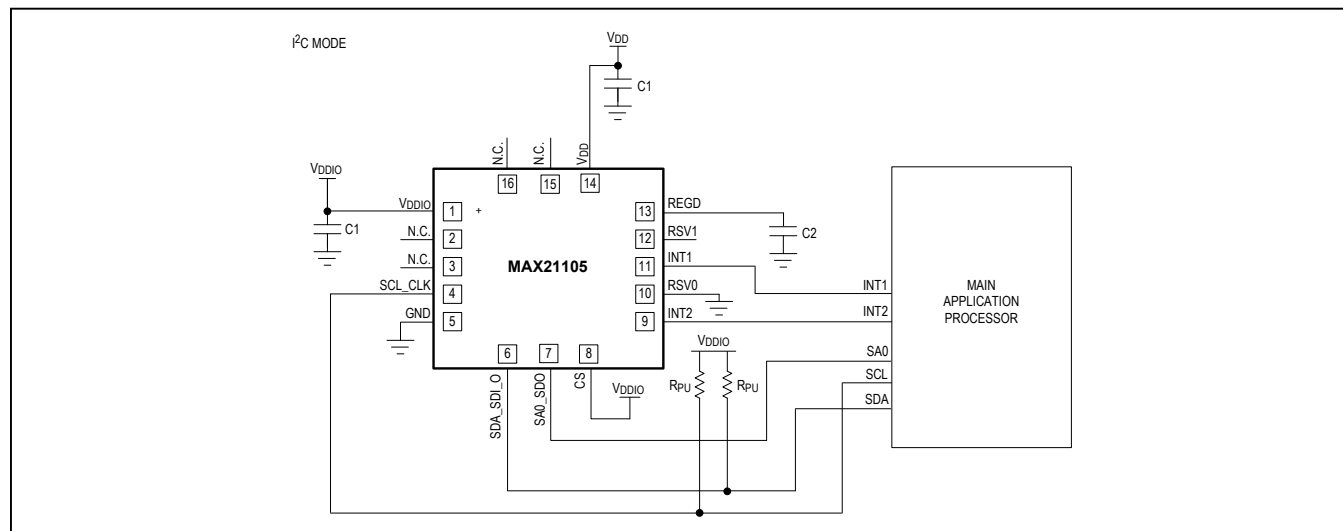 I²C MODE
VDD
C1
N.C.
N.C.
VDD
VDDIO
16
15
14
VDDIO
1
+
13
REGD
C1
N.C.
2
12
RSV1
C2
N.C.
3
MAX21105
11
INT1
SCL_CLK
4
10
RSV0
INT1
MAIN
APPLICATION
PROCESSOR
GND
5
9
INT2
INT2
6
7
8
VDDIO
SA0
SDA_SDI_O
SA0_SDO
CS
VDDIO
RPU
RPU
SCL
SDA